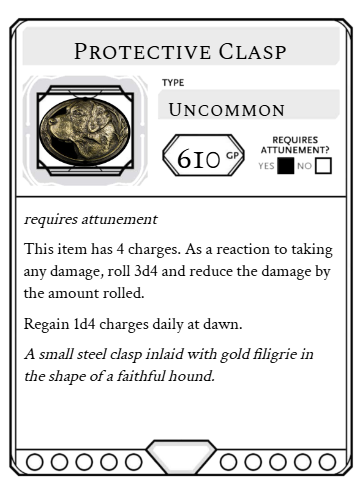 Protective Clasp
TYPE
Uncommon
610 GP
REQUIRES
ATTUNEMENT?
YES NO
requires attunement
This item has 4 charges. As a reaction to taking
any damage, roll 3d4 and reduce the damage by
the amount rolled.
Regain 1d4 charges daily at dawn.
A small steel clasp inlaid with gold filigrie in
the shape of a faithful hound.